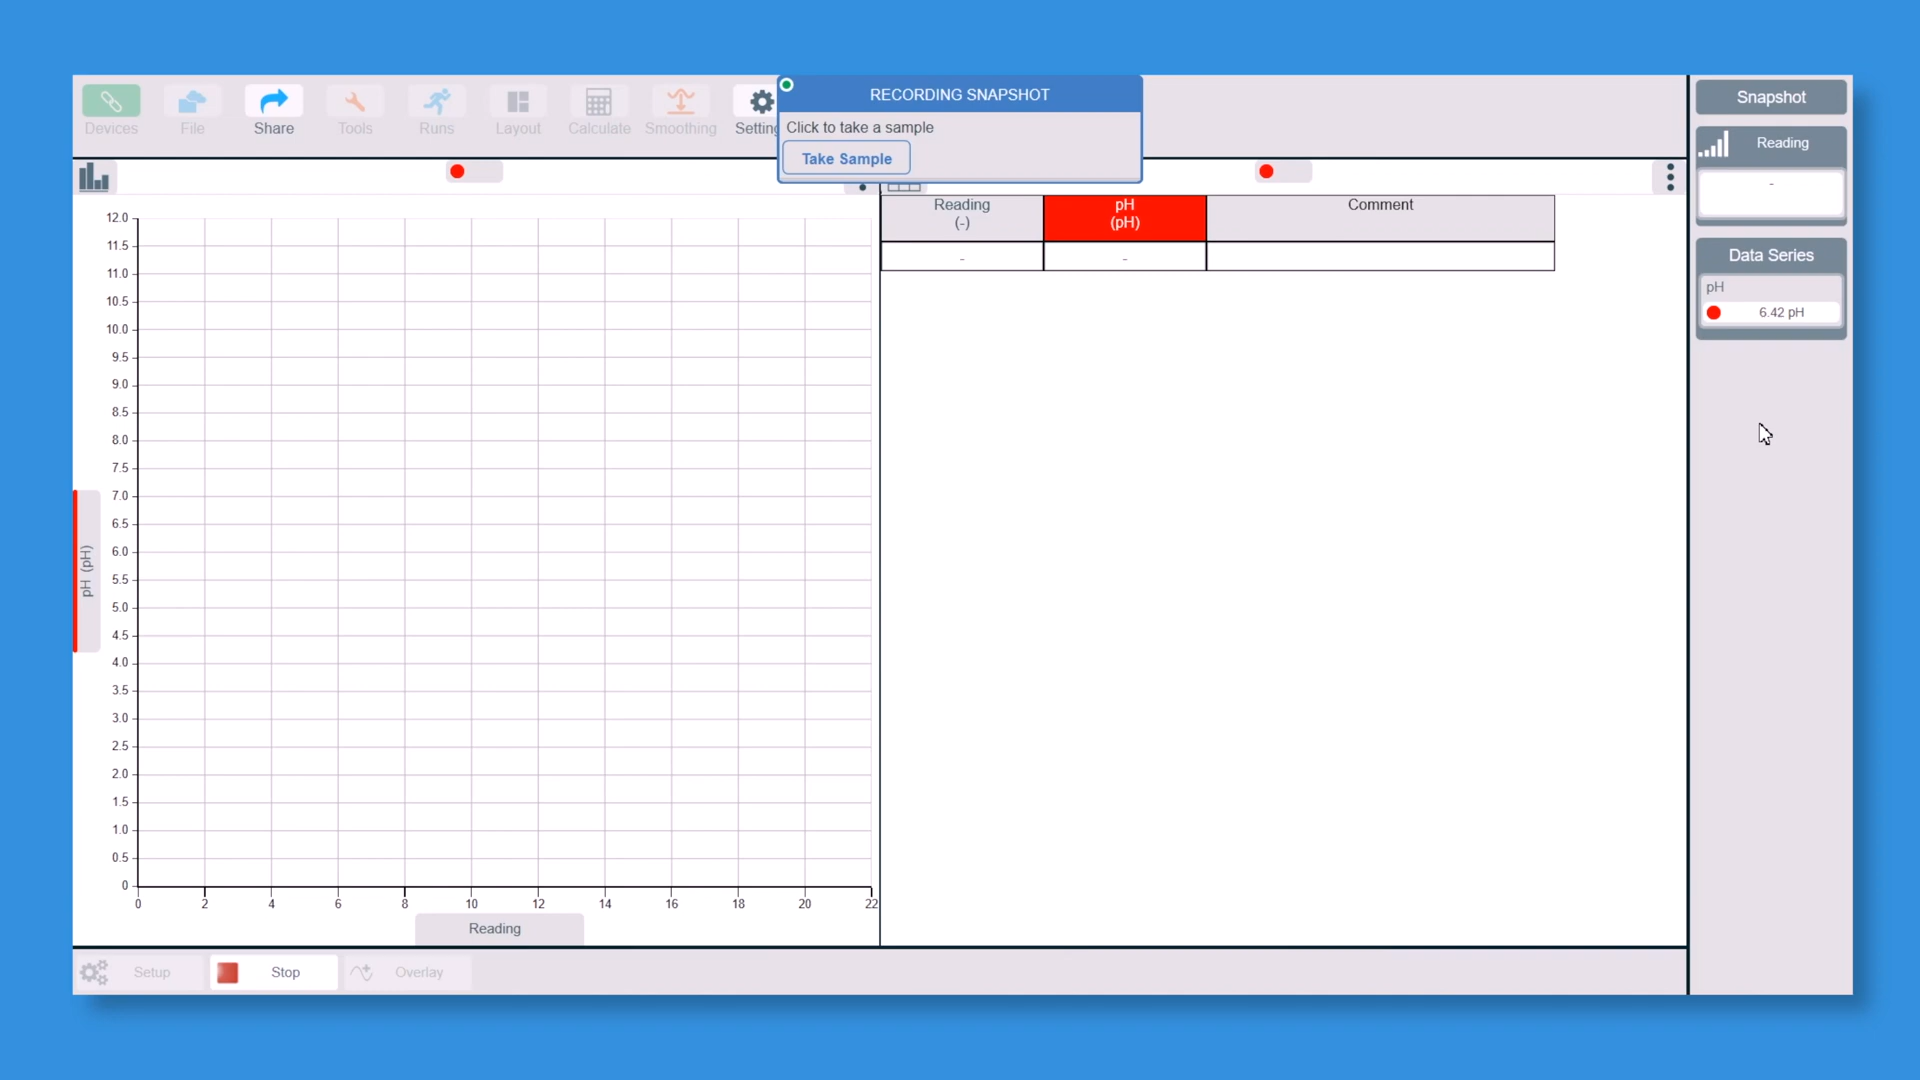 Devices
File
Share
Tools
Runs
Layout
Calculate
Smoothing
Setting
RECORDING SNAPSHOT
Click to take a sample
Take Sample
Snapshot
Reading
-
Data Series
pH
6.42 pH
Reading
(-)
pH
(pH)
Comment
-
-
12.0
11.5
11.0
10.5
10.0
9.5
9.0
8.5
8.0
7.5
7.0
6.5
6.0
5.5
5.0
4.5
4.0
3.5
3.0
2.5
2.0
1.5
1.0
0.5
0
pH (pH)
0 2 4 6 8 10 12 14 16 18 20 22
Reading
Setup
Stop
Overlay